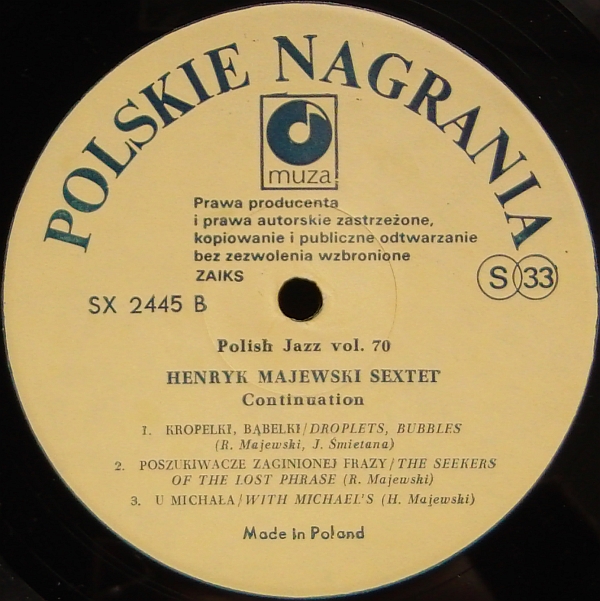 POLSKIE NAGRANIA
muza
Prawa producenta
i prawa autorskie zastrzeżone,
kopiowanie i publiczne odtwarzanie
bez zezwolenia wzbronione
ZAIKS
S 33
SX 2445 B
Polish Jazz vol. 70
HENRYK MAJEWSKI SEXTET
Continuation
1. KROPELKI, BĄBELKI/DROPLETS, BUBBLES
(R. Majewski, J. Śmietana)
2. POSZUKIWACZE ZAGINIONEJ FRAZY/THE SEEKERS
OF THE LOST PHRASE (R. Majewski)
3. U MICHAŁA/WITH MICHAEL'S (H. Majewski)
Made in Poland